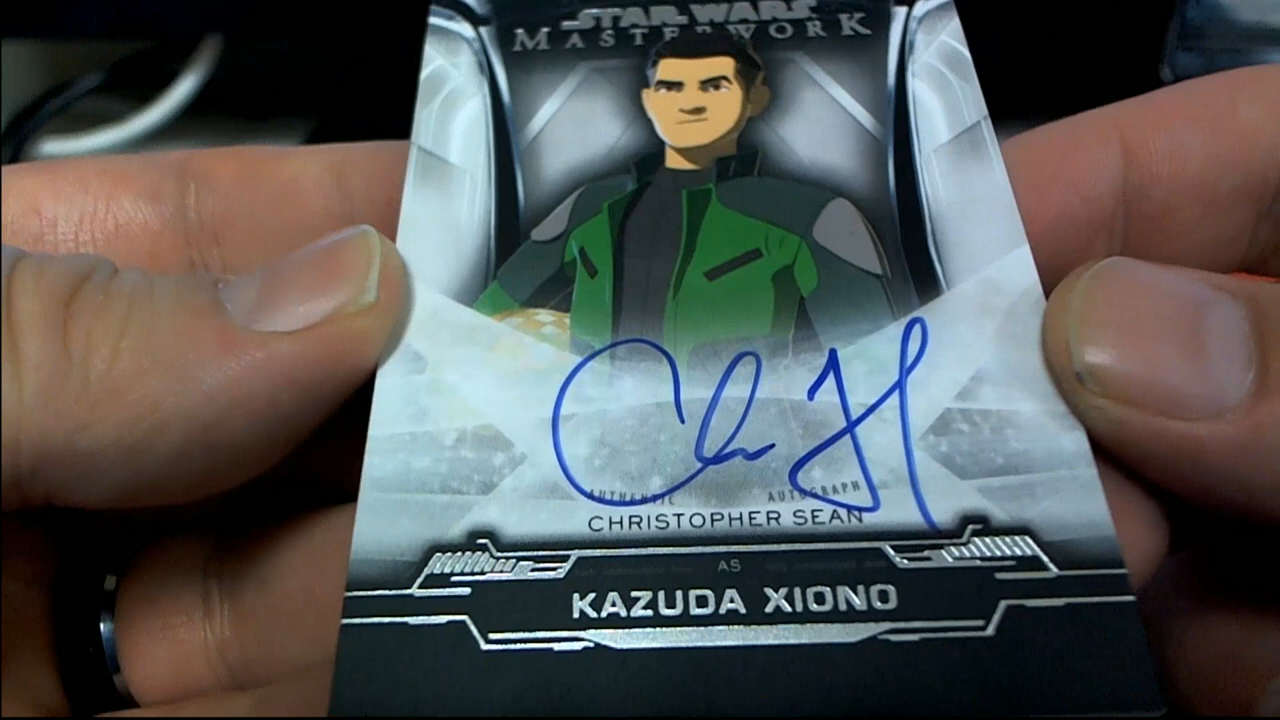 STAR WARS
MASTERWORK
AUTHENTIC AUTOGRAPH
CHRISTOPHER SEAN
AS
KAZUDA XIONO